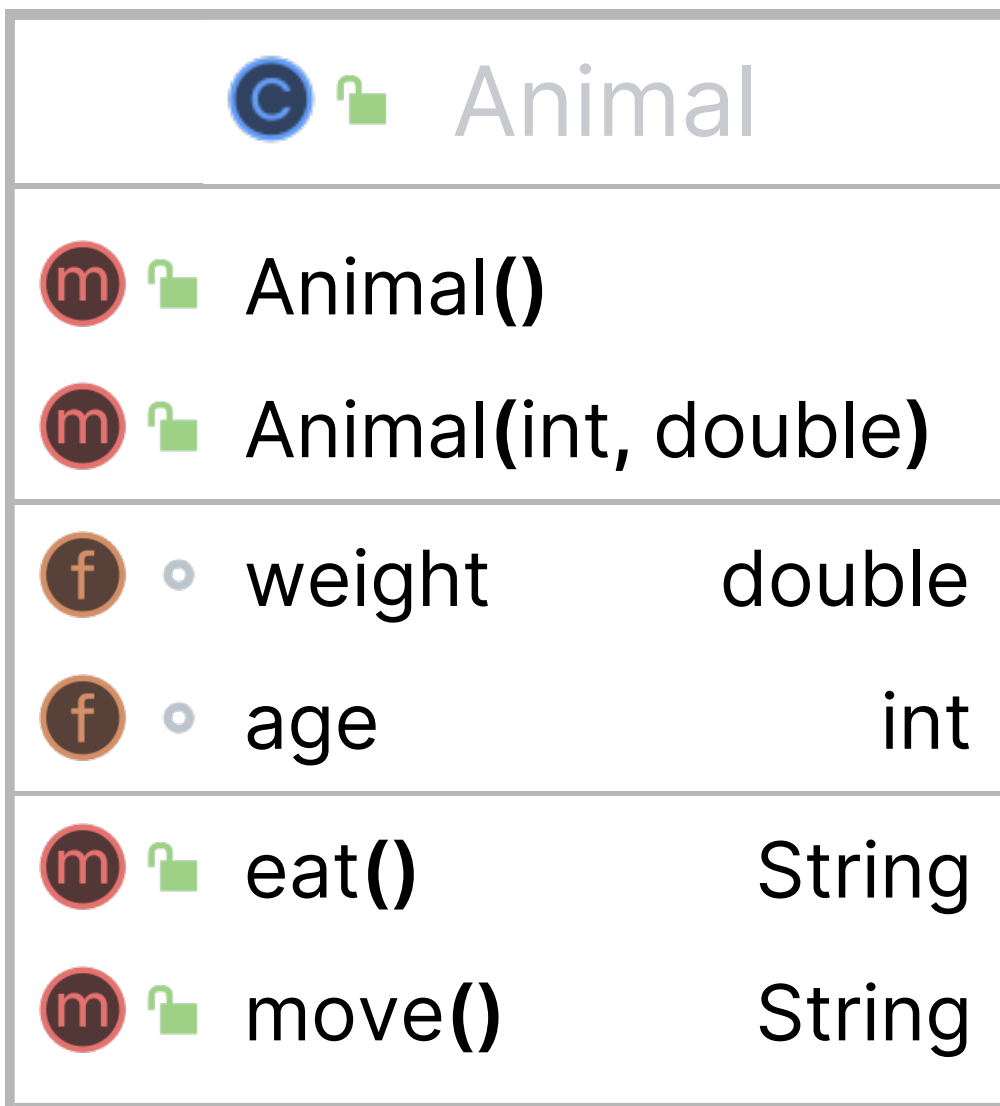 C Animal
m Animal()
m Animal(int, double)
f weight double
f age int
m eat() String
m move() String